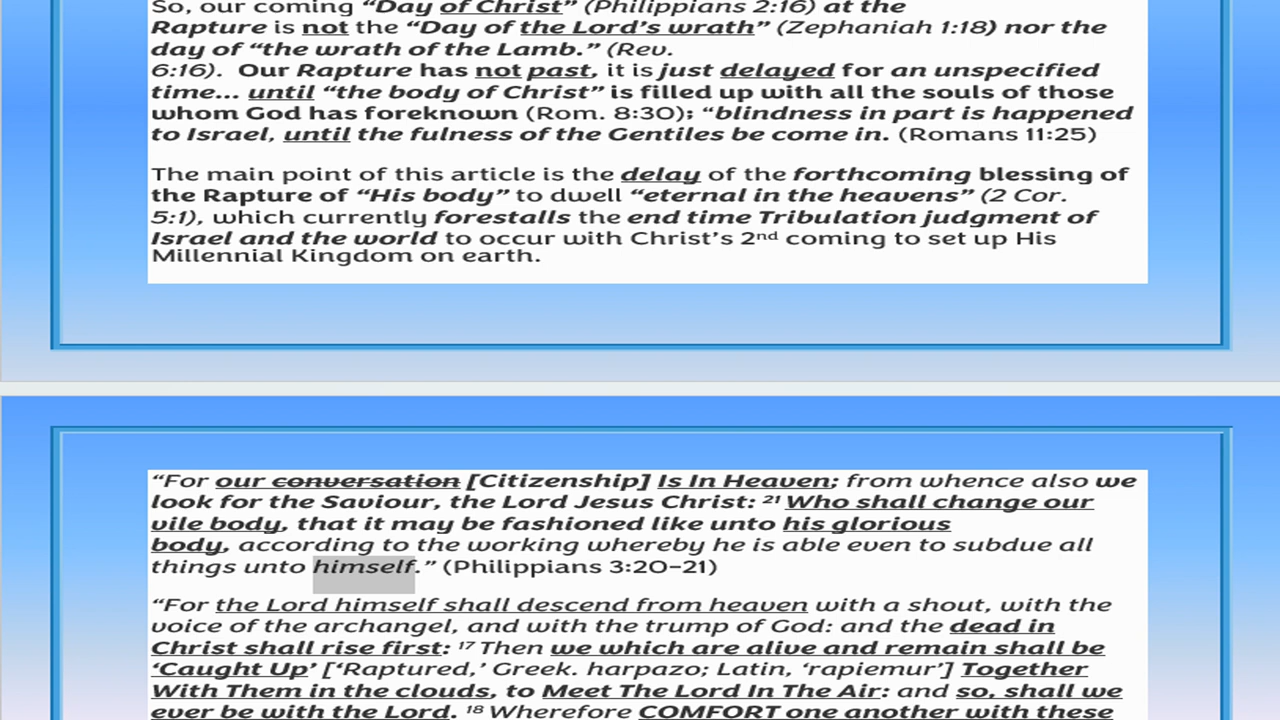 So, our coming “Day of Christ” (Philippians 2:16) at the
Rapture is not the “Day of the Lord’s wrath” (Zephaniah 1:18) nor the
day of “the wrath of the Lamb.” (Rev.
6:16). Our Rapture has not past, it is just delayed for an unspecified
time... until “the body of Christ” is filled up with all the souls of those
whom God has foreknown (Rom. 8:30); “blindness in part is happened
to Israel, until the fulness of the Gentiles be come in. (Romans 11:25)
The main point of this article is the delay of the forthcoming blessing of
the Rapture of “His body” to dwell “eternal in the heavens” (2 Cor.
5:1), which currently forestalls the end time Tribulation judgment of
Israel and the world to occur with Christ’s 2nd coming to set up His
Millennial Kingdom on earth.
“For our conversation [Citizenship] Is In Heaven; from whence also we
look for the Saviour, the Lord Jesus Christ: 21 Who shall change our
vile body, that it may be fashioned like unto his glorious
body, according to the working whereby he is able even to subdue all
things unto himself.” (Philippians 3:20–21)
“For the Lord himself shall descend from heaven with a shout, with the
voice of the archangel, and with the trump of God: and the dead in
Christ shall rise first: 17 Then we which are alive and remain shall be
‘Caught Up’ [‘Raptured,’ Greek. harpazo; Latin, ‘rapiemur’] Together
With Them in the clouds, to Meet The Lord In The Air: and so, shall we
ever be with the Lord. 18 Wherefore COMFORT one another with these